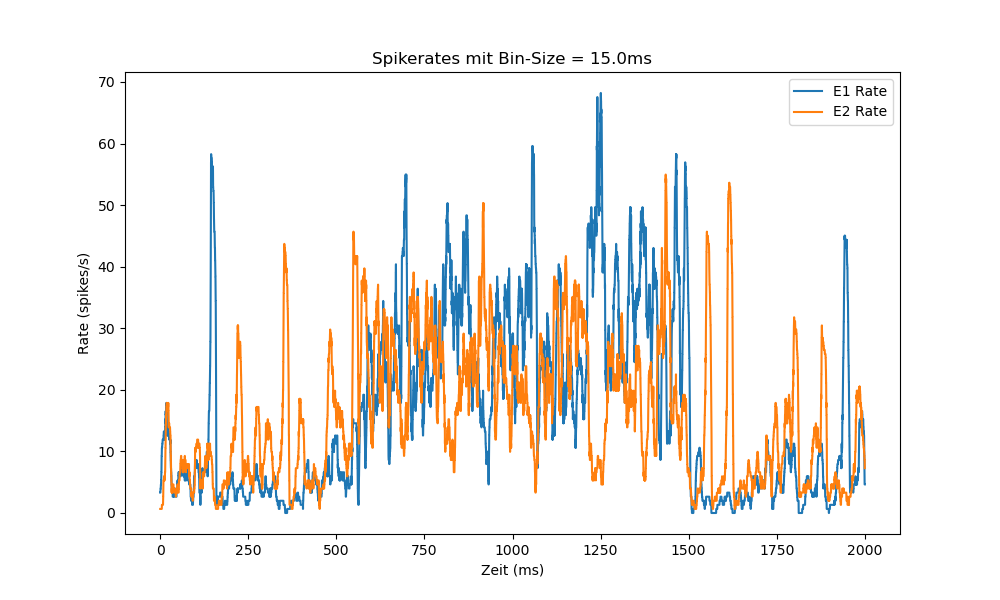 Spikerates mit Bin-Size = 15.0ms
E1 Rate
E2 Rate
Rate (spikes/s)
70
60
50
40
30
20
10
0
0 250 500 750 1000 1250 1500 1750 2000
Zeit (ms)